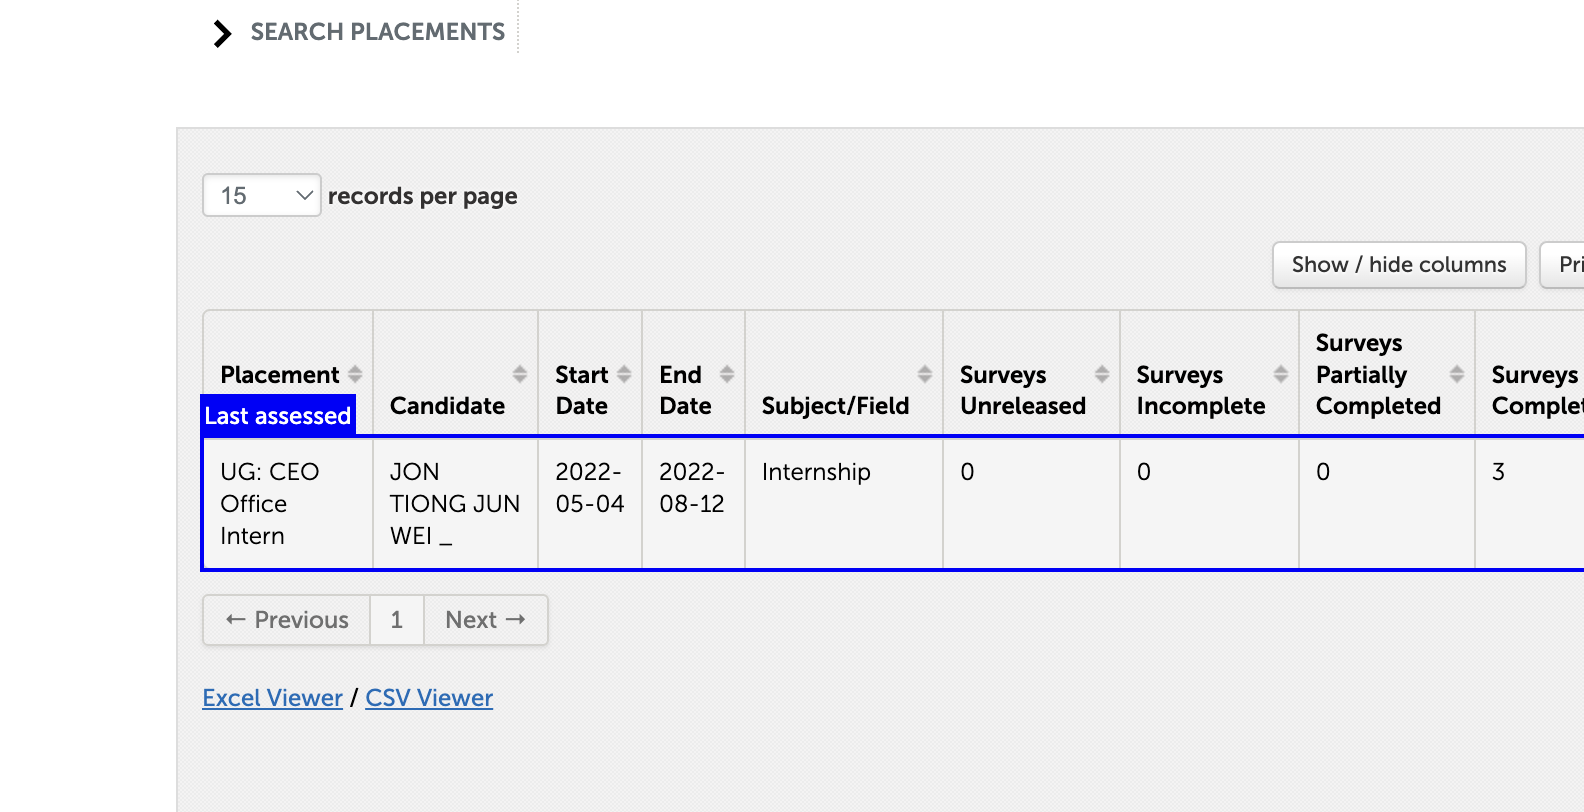 SEARCH PLACEMENTS
15 records per page
Show / hide columns
Placement
Last assessed
Candidate
Start
Date
End
Date
Subject/Field
Surveys
Unreleased
Surveys
Incomplete
Surveys
Partially
Completed
Surveys
UG: CEO
Office
Intern
JON
TIONG JUN
WEI _
2022-
05-04
2022-
08-12
Internship
0
0
0
3
← Previous 1 Next →
Excel Viewer / CSV Viewer